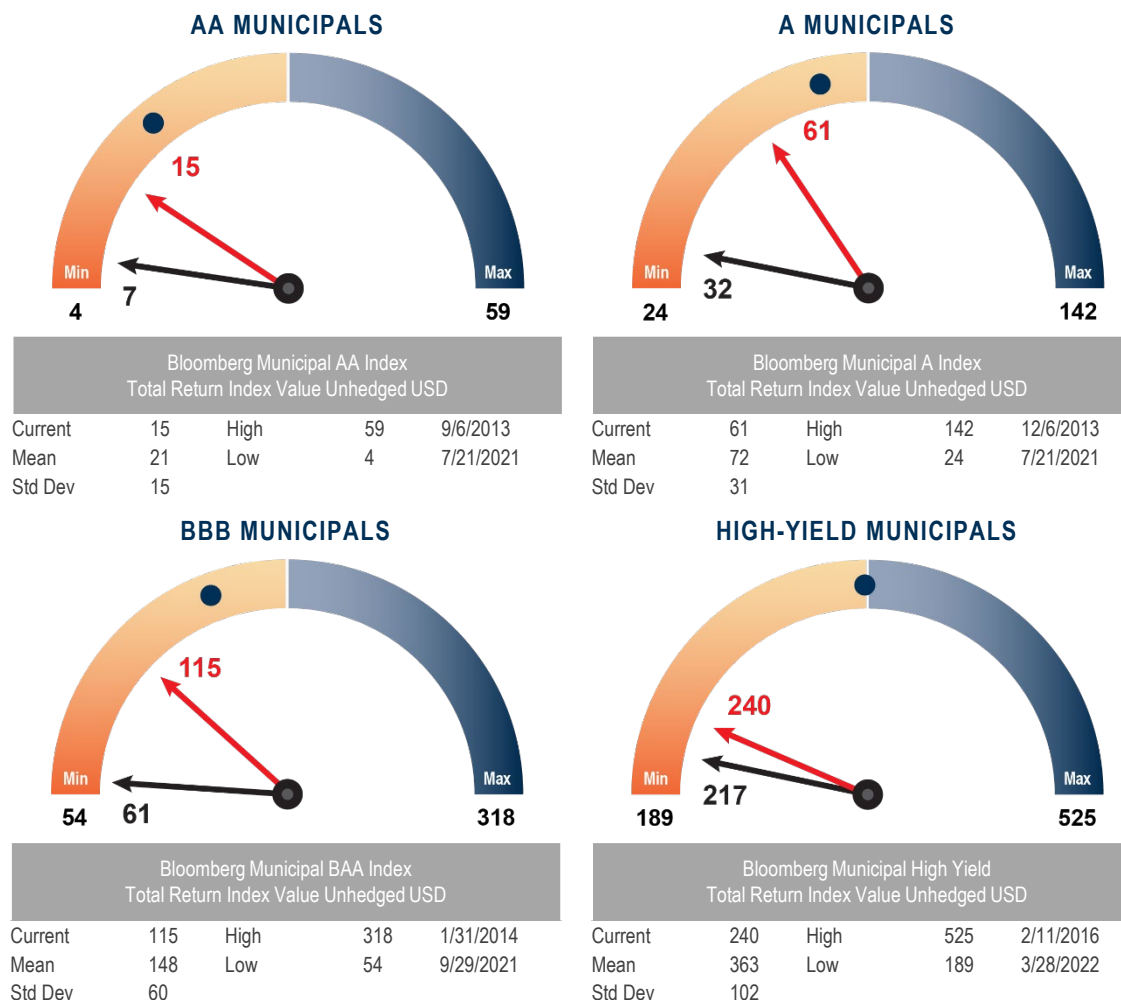 AA MUNICIPALS
15
Min
Max
7
4
59
Bloomberg Municipal AA Index
Total Return Index Value Unhedged USD
Current 15 High 59 9/6/2013
Mean 21 Low 4 7/21/2021
Std Dev 15
A MUNICIPALS
61
Min
Max
32
24
142
Bloomberg Municipal A Index
Total Return Index Value Unhedged USD
Current 61 High 142 12/6/2013
Mean 72 Low 24 7/21/2021
Std Dev 31
BBB MUNICIPALS
115
Min
Max
61
54
318
Bloomberg Municipal BAA Index
Total Return Index Value Unhedged USD
Current 115 High 318 1/31/2014
Mean 148 Low 54 9/29/2021
Std Dev 60
HIGH-YIELD MUNICIPALS
240
Min
Max
217
189
525
Bloomberg Municipal High Yield
Total Return Index Value Unhedged USD
Current 240 High 525 2/11/2016
Mean 363 Low 189 3/28/2022
Std Dev 102